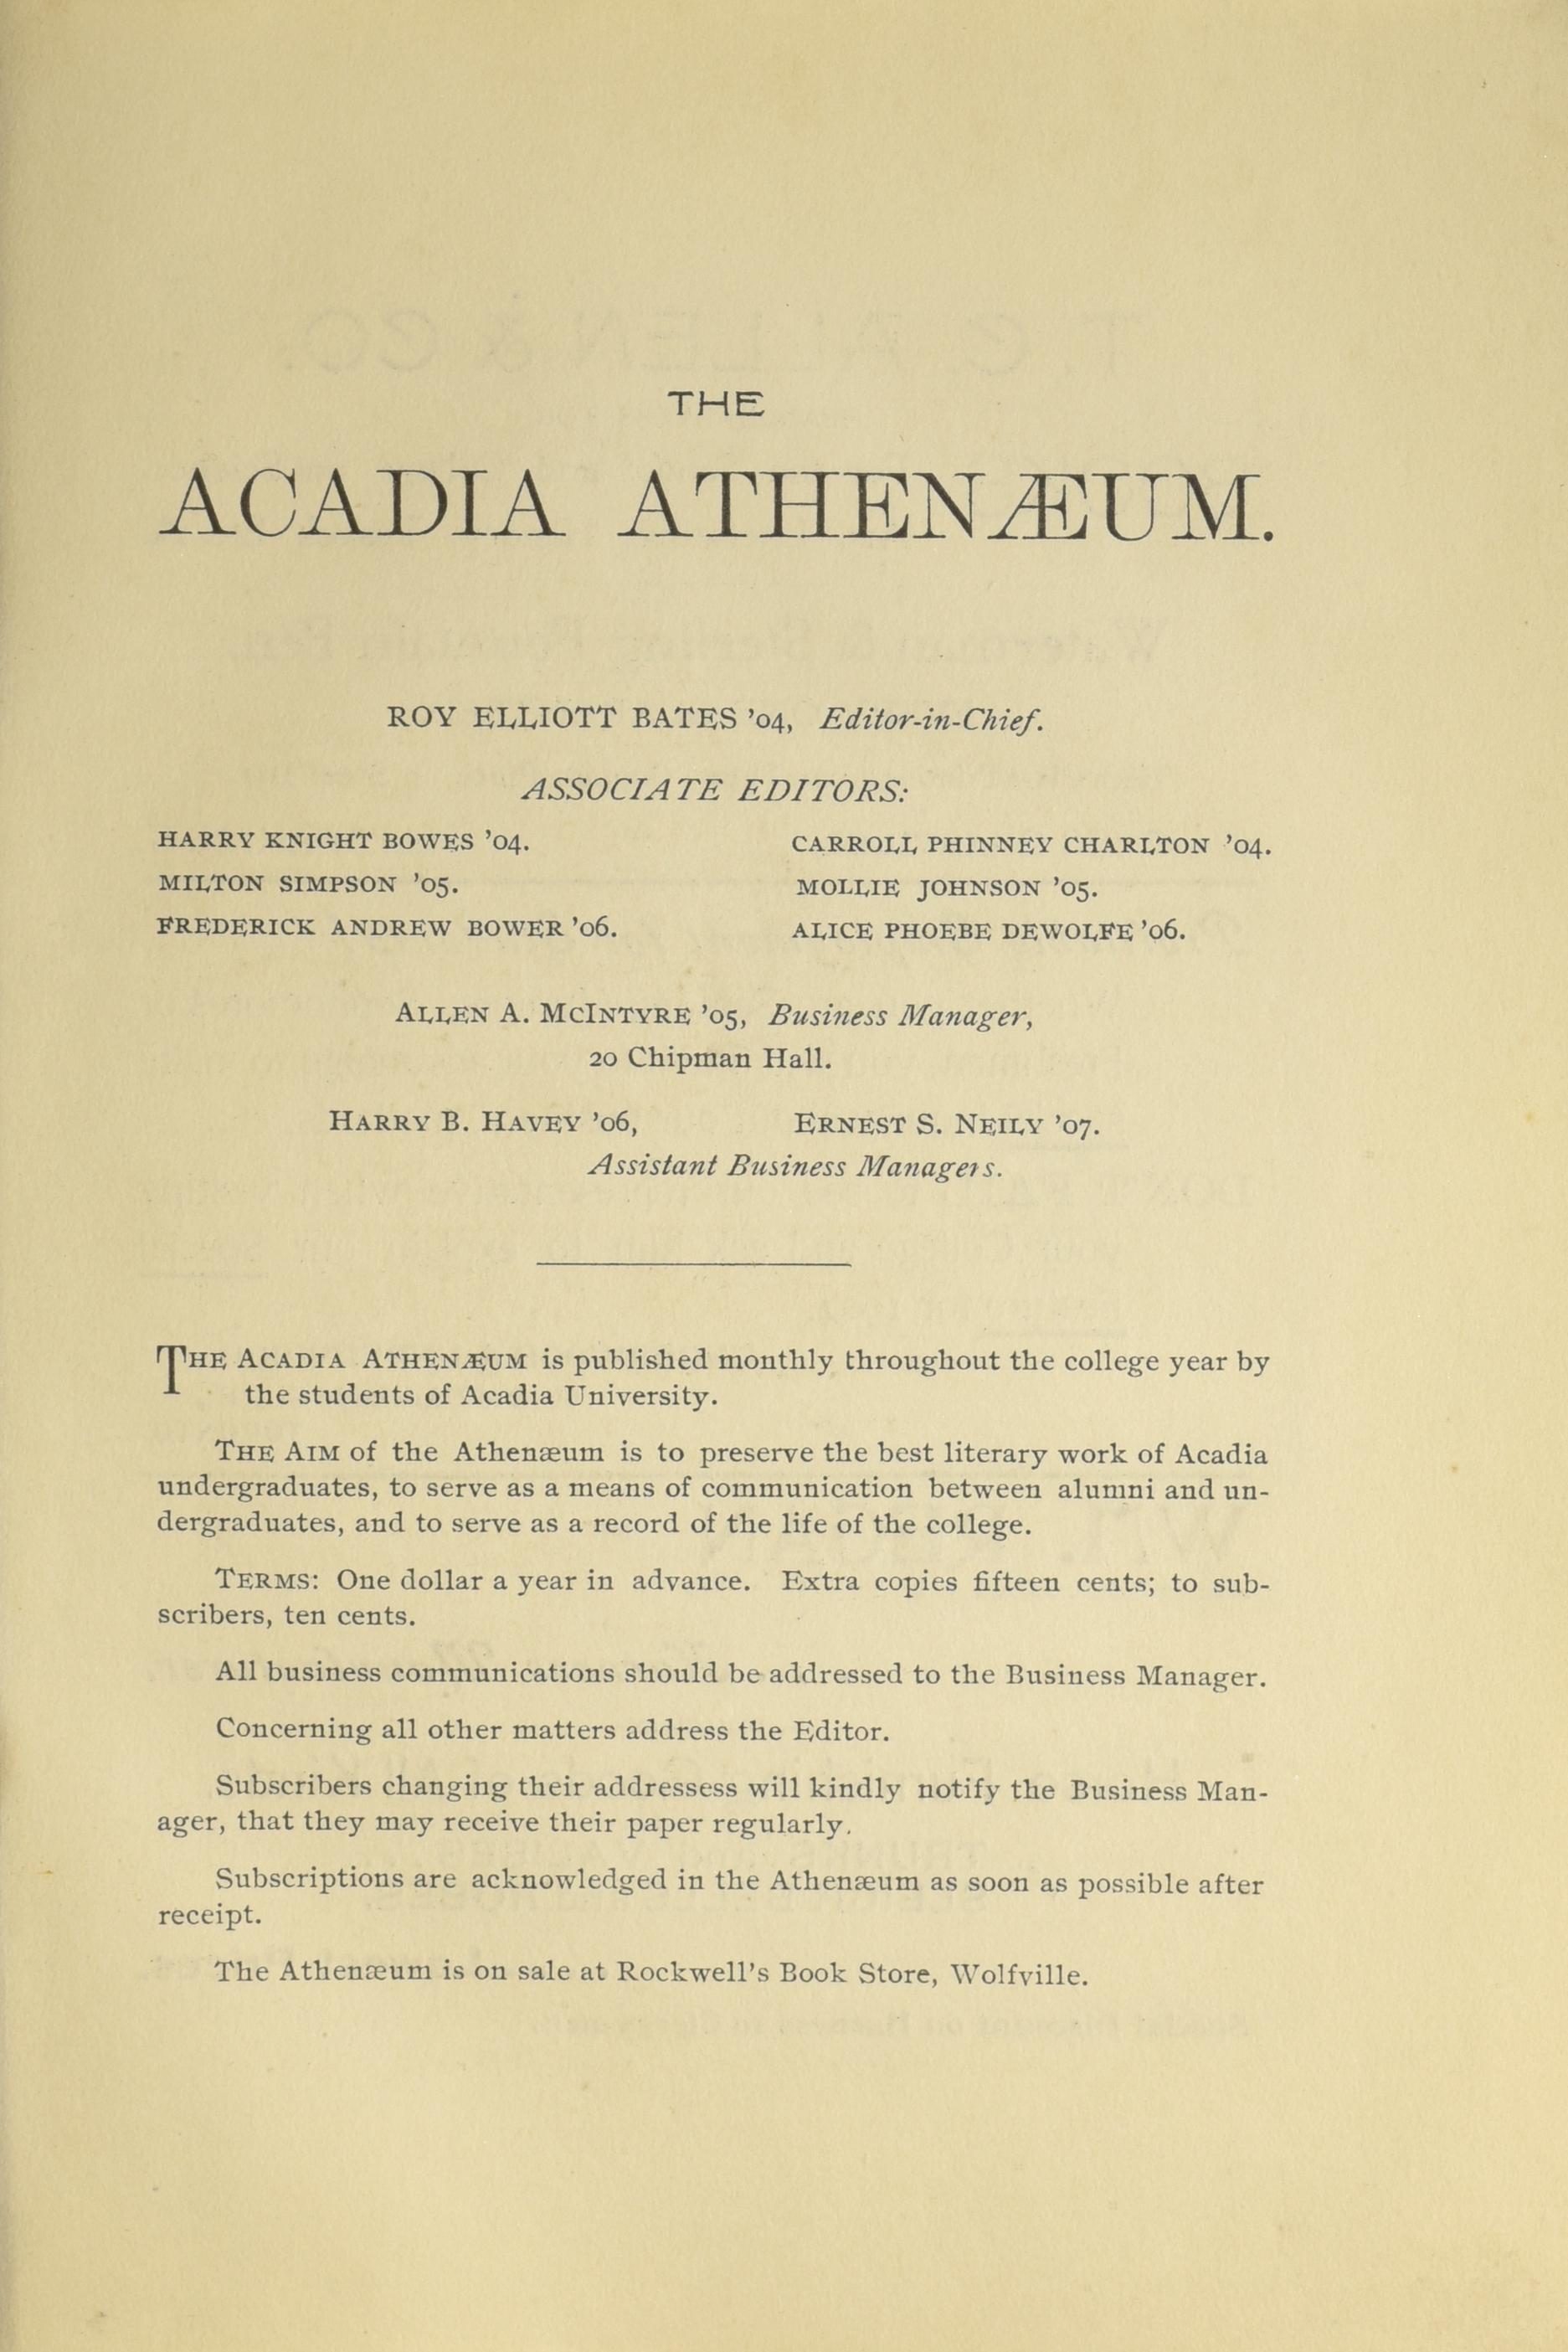 THE
ACADIA ATHENÆUM.
ROY ELLIOTT BATES ’04, Editor-in-Chief.
ASSOCIATE EDITORS:
HARRY KNIGHT BOWES ’04. CARROLL PHINNEY CHARLTON ’04.
MILTON SIMPSON ’05. MOLLIE JOHNSON ’05.
FREDERICK ANDREW BOWER ’06. ALICE PHOEBE DEWOLFE ’06.
ALLEN A. MCINTYRE ’05, Business Manager,
20 Chipman Hall.
HARRY B. HAVEY ’06, ERNEST S. NEILY ’07.
Assistant Business Managers.
THE ACADIA ATHENÆUM is published monthly throughout the college year by
the students of Acadia University.
THE AIM of the Athenæum is to preserve the best literary work of Acadia
undergraduates, to serve as a means of communication between alumni and un-
dergraduates, and to serve as a record of the life of the college.
TERMS: One dollar a year in advance. Extra copies fifteen cents; to sub-
scribers, ten cents.
All business communications should be addressed to the Business Manager.
Concerning all other matters address the Editor.
Subscribers changing their addressess will kindly notify the Business Man-
ager, that they may receive their paper regularly.
Subscriptions are acknowledged in the Athenæum as soon as possible after
receipt.
The Athenæum is on sale at Rockwell’s Book Store, Wolfville.